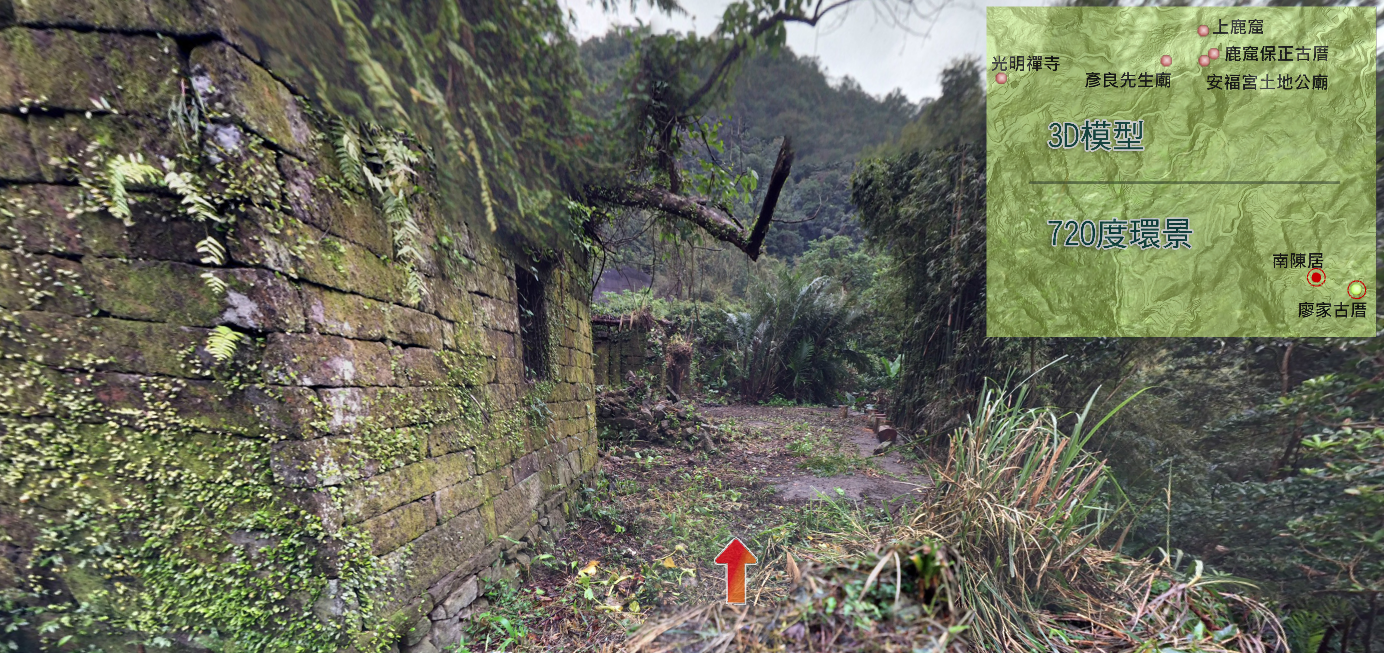 上鹿窟
光明禪寺
鹿窟保正古厝
彥良先生廟
安福宮土地公廟
3D模型
720度環景
南陳居
廖家古厝